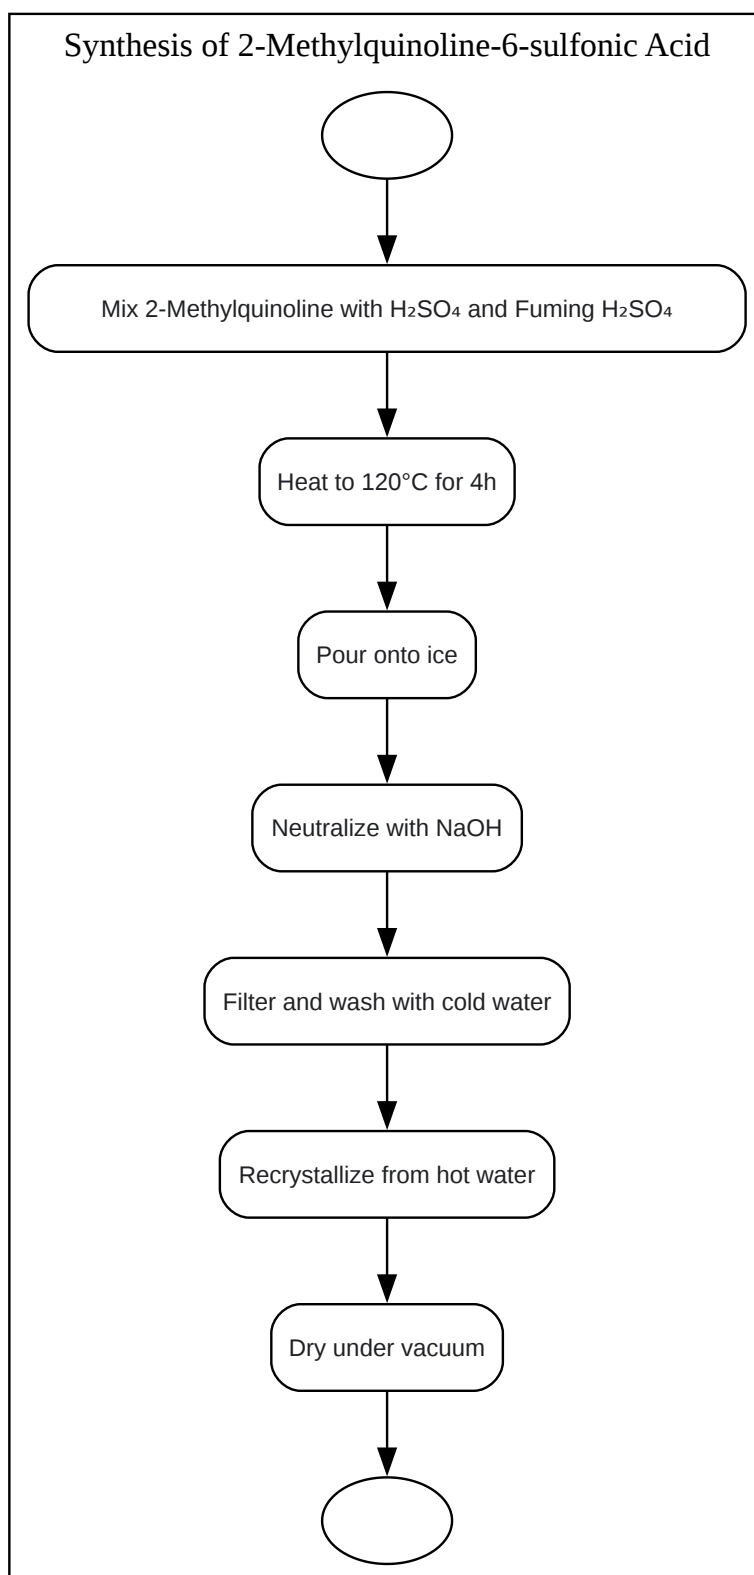 Synthesis of 2-Methylquinoline-6-sulfonic Acid
Mix 2-Methylquinoline with H₂SO₄ and Fuming H₂SO₄
Heat to 120°C for 4h
Pour onto ice
Neutralize with NaOH
Filter and wash with cold water
Recrystallize from hot water
Dry under vacuum